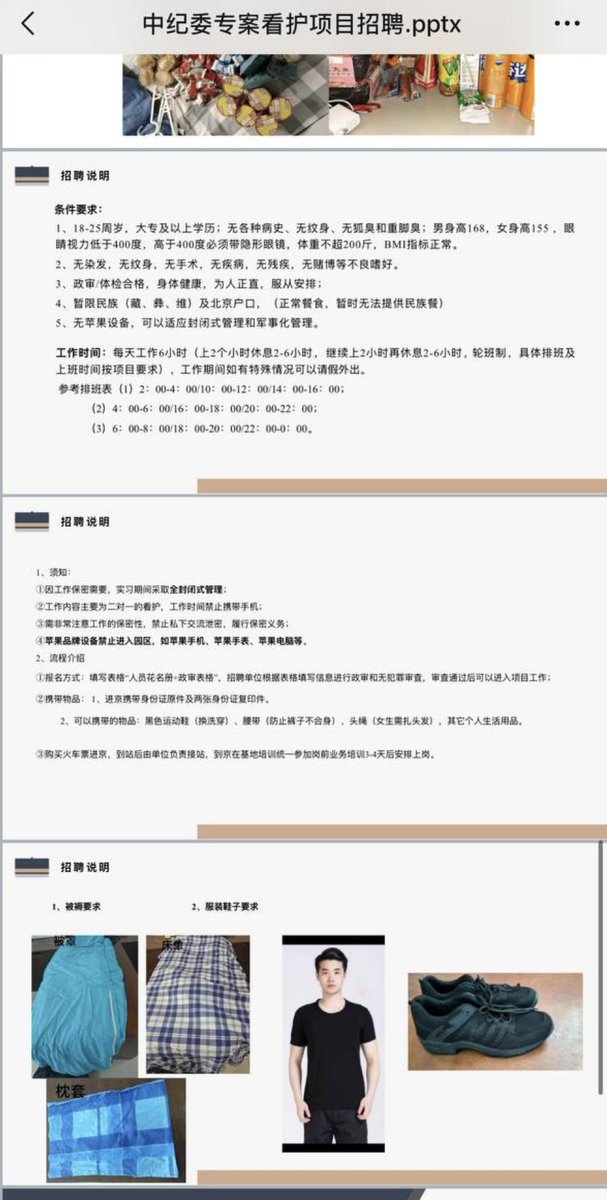 中纪委专案看护项目招聘.pptx
招聘说明
条件要求：
1、18-25周岁，大专及以上学历；无各种病史、无纹身、无狐臭和重脚臭；男身高168，女身高155 ，眼
睛视力低于400度，高于400度必须带隐形眼镜，体重不超200斤，BMI指标正常。
2、无染发，无纹身，无手术，无疾病，无残疾，无赌博等不良嗜好。
3、政审/体检合格，身体健康，为人正直，服从安排；
4、暂限民族（藏、彝、维）及北京户口，（正常餐食，暂时无法提供民族餐）
5、无苹果设备，可以适应封闭式管理和军事化管理。
工作时间：每天工作6小时（上2个小时休息2-6小时，继续上2小时再休息2-6小时，轮班制，具体排班及
上班时间按项目要求），工作期间如有特殊情况可以请假外出。
参考排班表（1）2：00-4：00/10：00-12：00/14：00-16：00；
（2）4：00-6：00/16：00-18：00/20：00-22：00；
（3）6：00-8：00/18：00-20：00/22：00-0：00。
招聘说明
1、须知：
①因工作保密需要，实习期间采取全封闭式管理；
②工作内容主要为二对一的看护，工作时间禁止携带手机；
③需非常注意工作的保密性，禁止私下交流泄密，履行保密义务；
④苹果品牌设备禁止进入园区，如苹果手机、苹果手表、苹果电脑等。
2、流程介绍
①报名方式：填写表格“人员花名册+政审表格”，招聘单位根据表格填写信息进行政审和无犯罪审查，审查通过后可以进入项目工作；
②携带物品：1、进京携带身份证原件及两张身份证复印件。
2、可以携带的物品：黑色运动鞋（换洗穿）、腰带（防止裤子不合身）、头绳（女生需扎头发），其它个人生活用品。
③购买火车票进京，到站后由单位负责接站，到京在基地培训统一参加岗前业务培训3-4天后安排上岗。
招聘说明
1、被褥要求
2、服装鞋子要求
被罩
床单
枕套